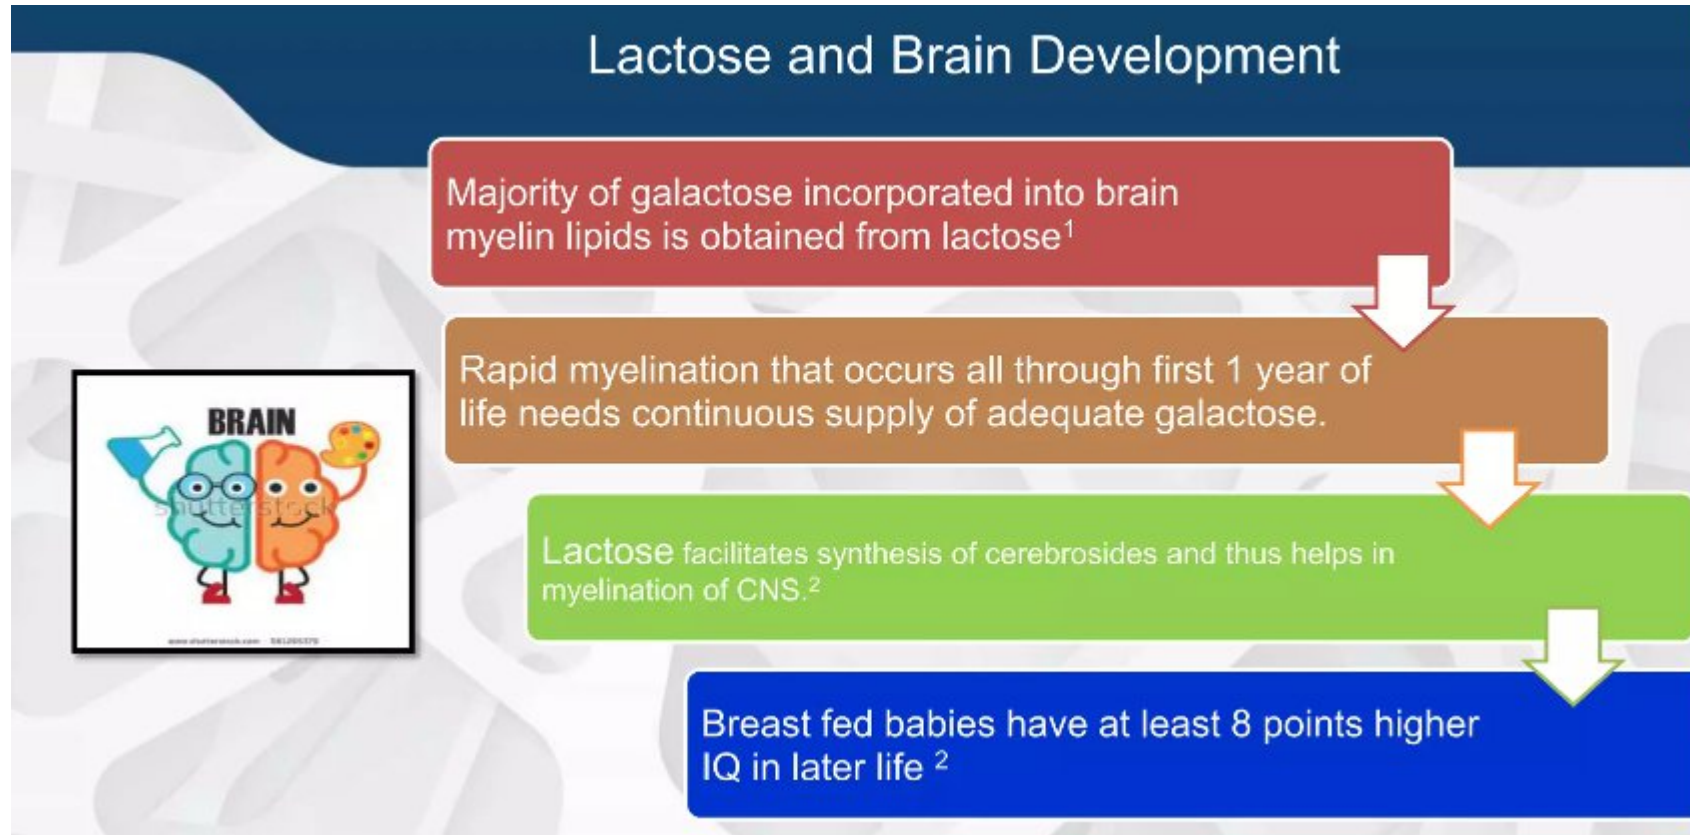 Lactose and Brain Development
Majority of galactose incorporated into brain
myelin lipids is obtained from lactose¹
Rapid myelination that occurs all through first 1 year of
life needs continuous supply of adequate galactose.
BRAIN
shutterstock
Lactose facilitates synthesis of cerebrosides and thus helps in
myelination of CNS.²
www.shutterstock.com
Breast fed babies have at least 8 points higher
IQ in later life ²